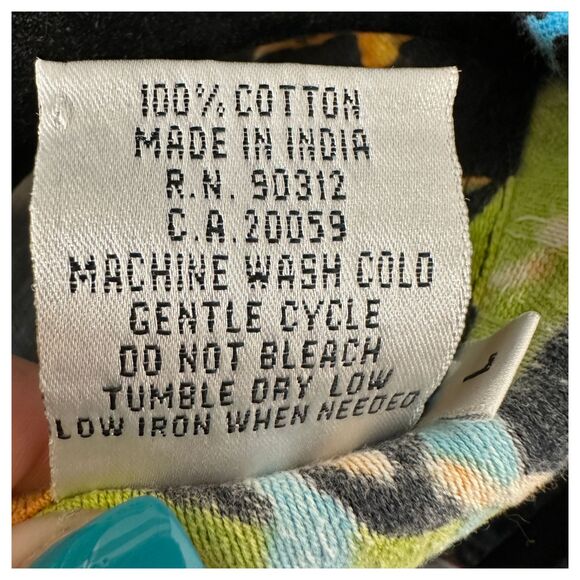 100% COTTON
MADE IN INDIA
R.N. 90312
C.A. 20059
MACHINE WASH COLD
GENTLE CYCLE
DO NOT BLEACH
TUMBLE DRY LOW
LOW IRON WHEN NEEDED
L